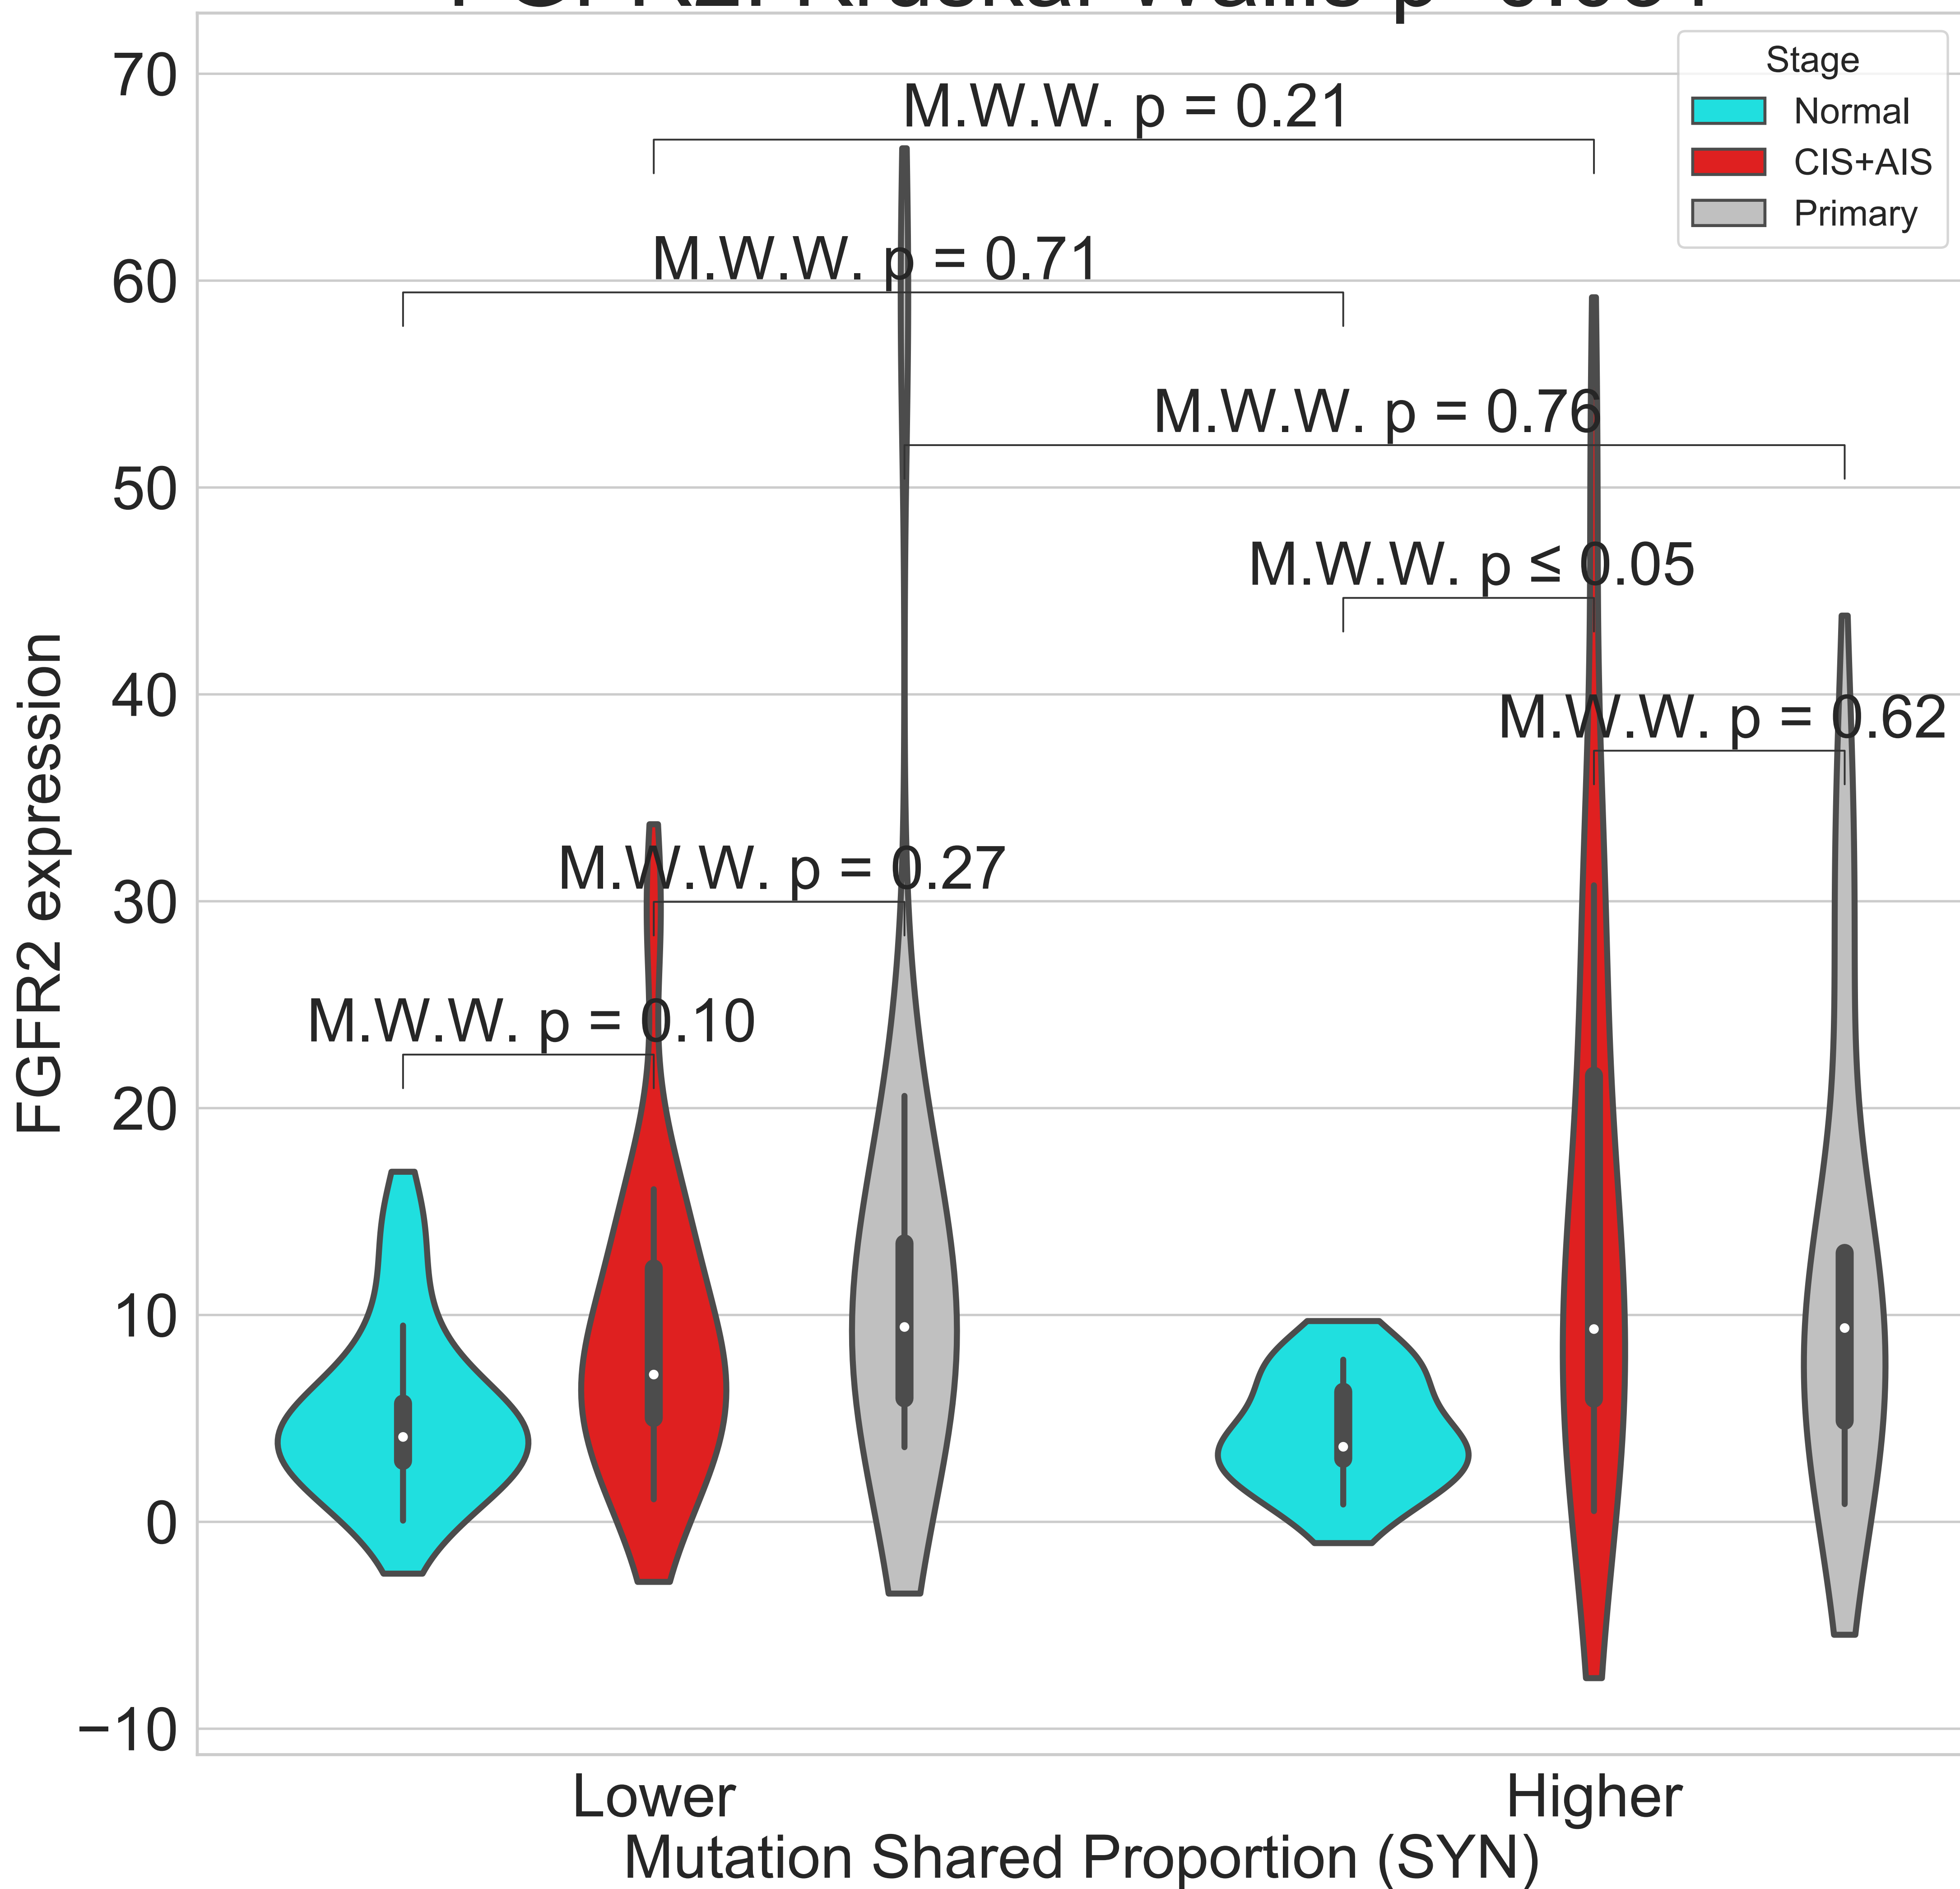 70
60
50
40
30
20
10
0
−10
FGFR2 expression
M.W.W. p = 0.21
M.W.W. p = 0.71
M.W.W. p = 0.76
M.W.W. p ≤ 0.05
M.W.W. p = 0.62
M.W.W. p = 0.27
M.W.W. p = 0.10
Stage
Normal
CIS+AIS
Primary
Lower
Higher
Mutation Shared Proportion (SYN)